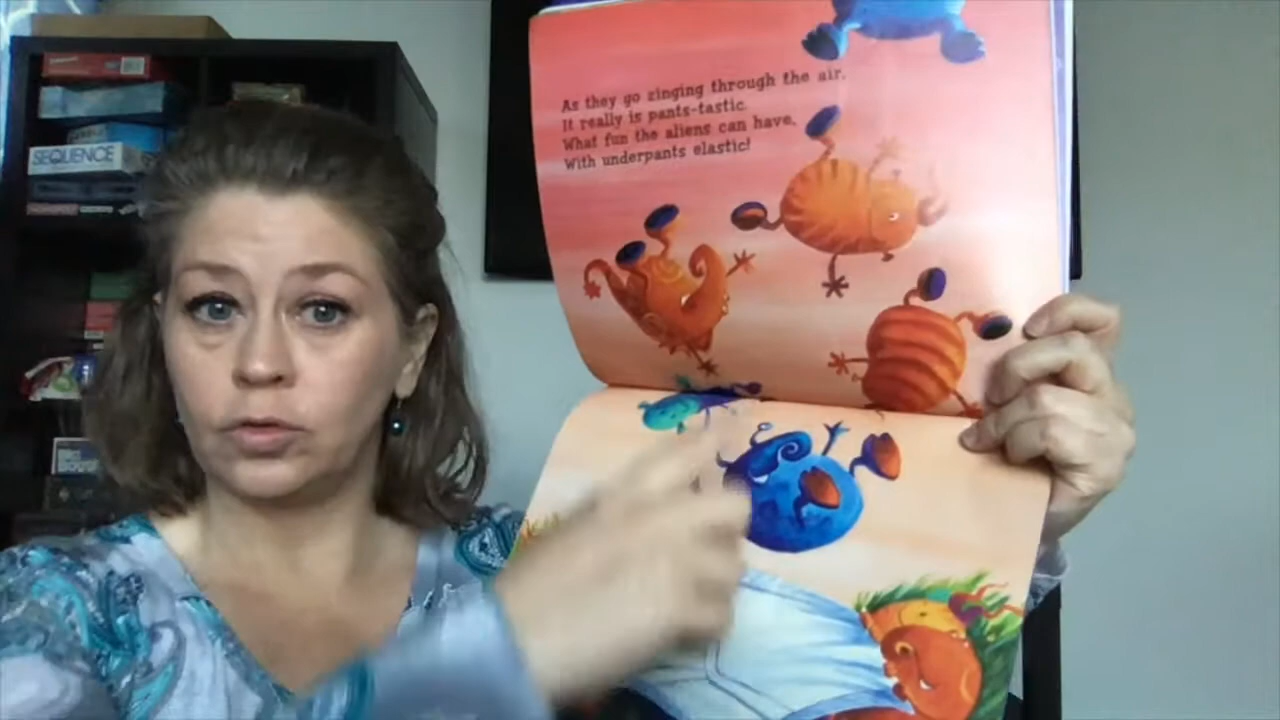 As they go zinging through the air,
It really is pants-tastic.
What fun the aliens can have,
With underpants elastic!
SEQUENCE